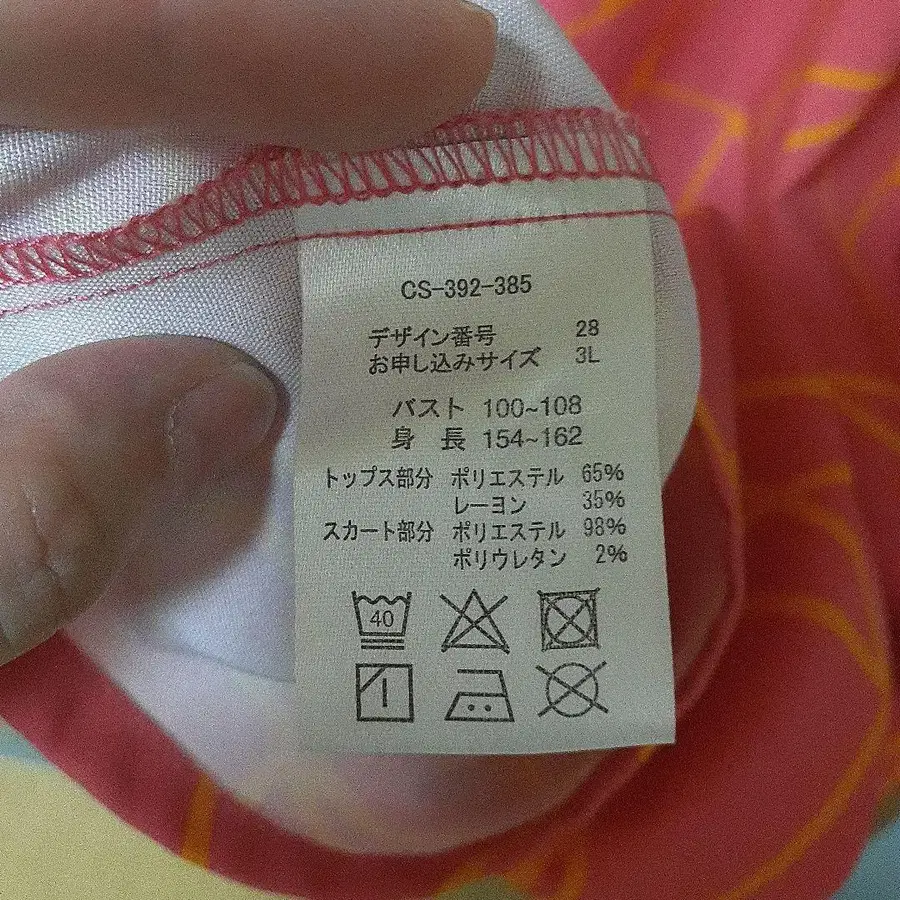 CS-392-385
デザイン番号 28
お申し込みサイズ 3L
バスト 100~108
身 長 154~162
トップス部分 ポリエステル 65%
レーヨン 35%
スカート部分 ポリエステル 98%
ポリウレタン 2%
40